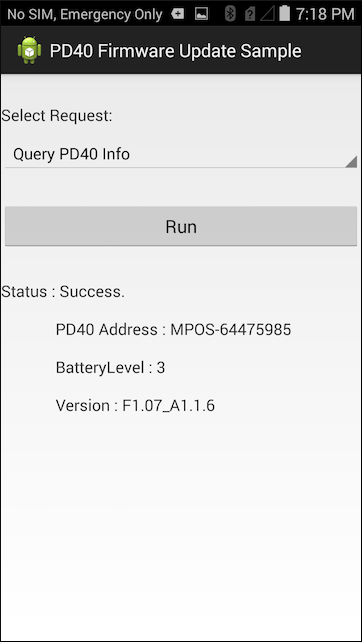 No SIM, Emergency Only 7:18 PM
PD40 Firmware Update Sample
Select Request:
Query PD40 Info
Run
Status : Success.
PD40 Address : MPOS-64475985
BatteryLevel : 3
Version : F1.07_A1.1.6